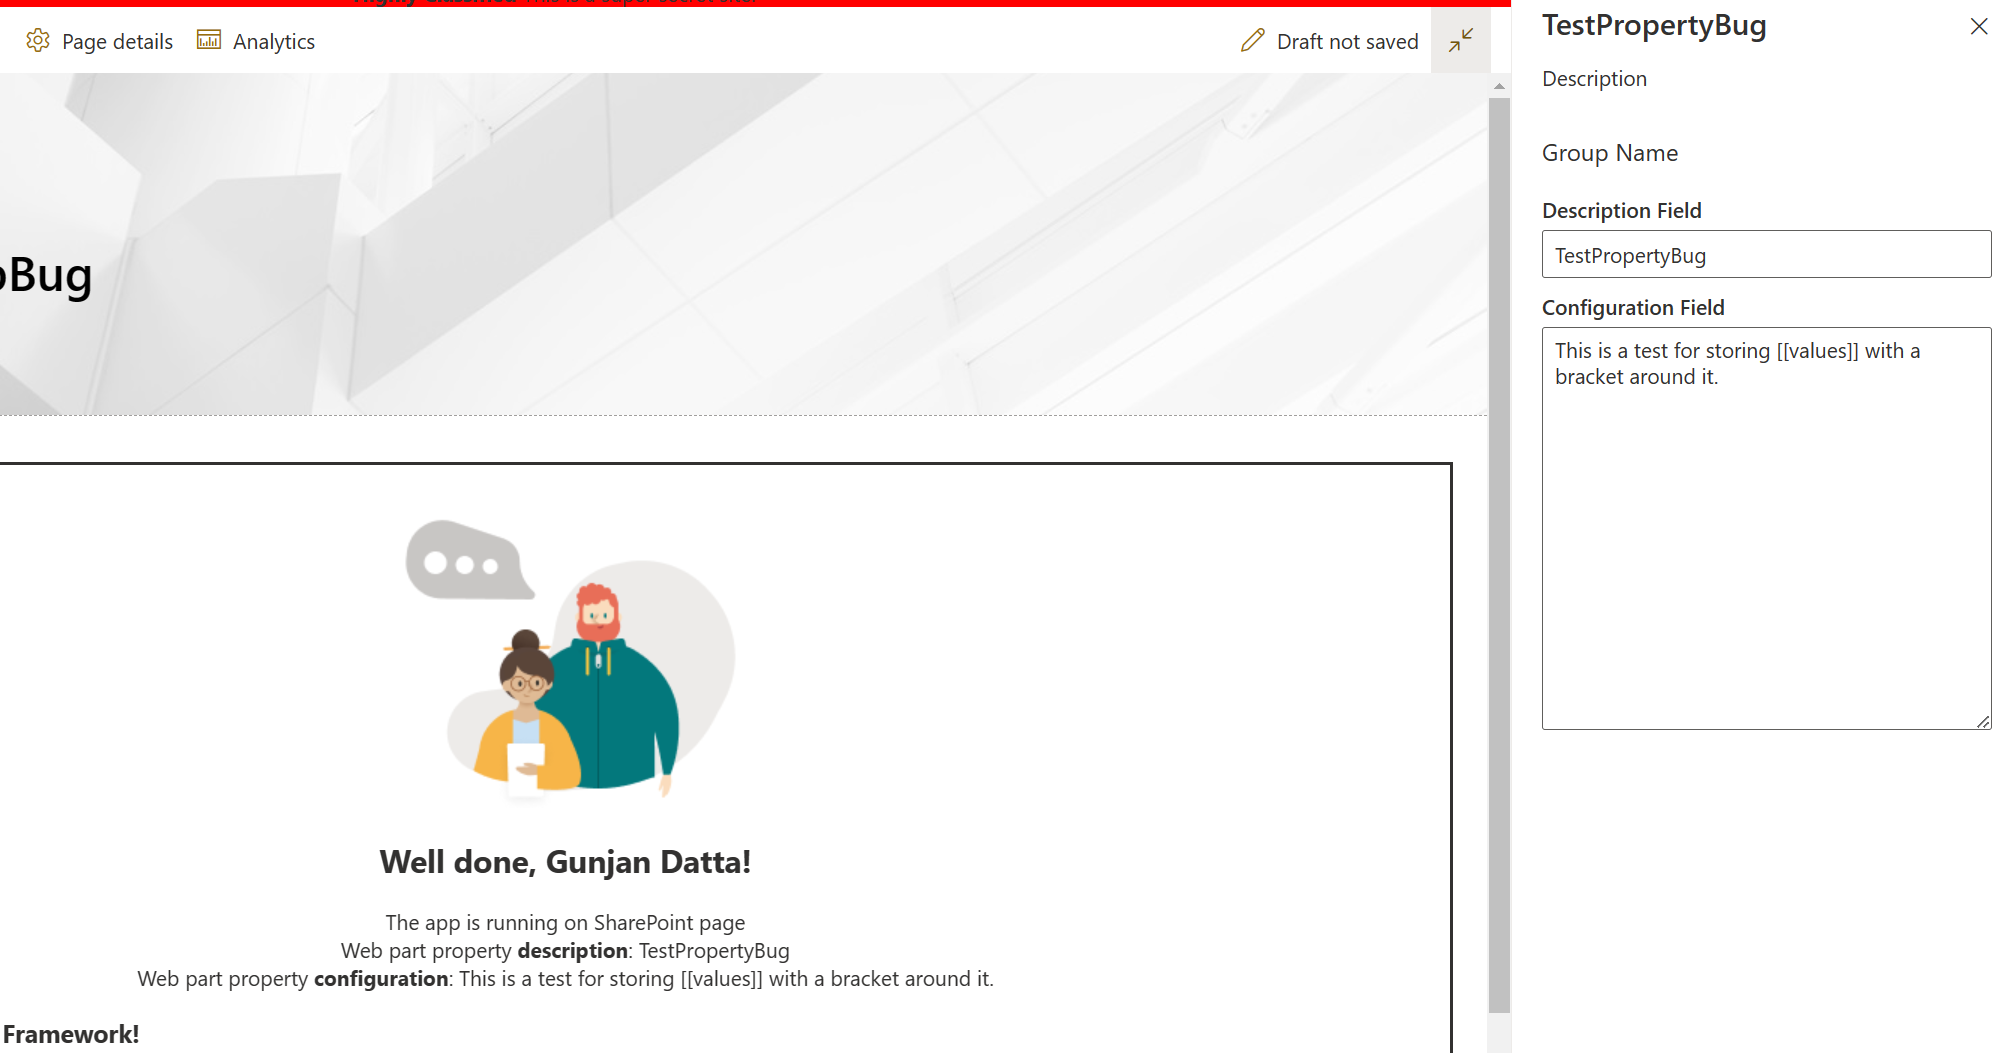 Page details
Analytics
Draft not saved
Bug
Well done, Gunjan Datta!
The app is running on SharePoint page
Web part property description: TestPropertyBug
Web part property configuration: This is a test for storing [[values]] with a bracket around it.
Framework!
TestPropertyBug
Description
Group Name
Description Field
TestPropertyBug
Configuration Field
This is a test for storing [[values]] with a
bracket around it.